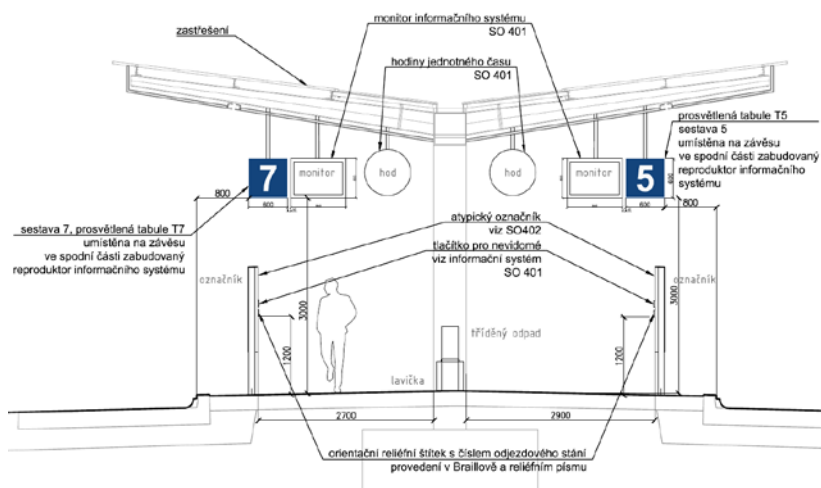 monitor informačního systému
SO 401
zastřešení
hodiny jednotného času
SO 401
prosvětlená tabule T5
sestava 5
umístěna na závěsu
ve spodní části zabudovaný
reproduktor informačního
systému
7
monitor
hod
hod
monitor
5
800
600
600
800
sestava 7, prosvětlená tabule T7
umístěna na závěsu
ve spodní části zabudovaný
reproduktor informačního systému
atypický označník
viz SO402
tlačítko pro nevidomé
viz informační systém
SO 401
označník
označník
3000
3000
1200
1200
tříděný odpad
lavička
2700
2900
orientační reliéfní štítek s číslem odjezdového stání
provedení v Braillově a reliéfním písmu